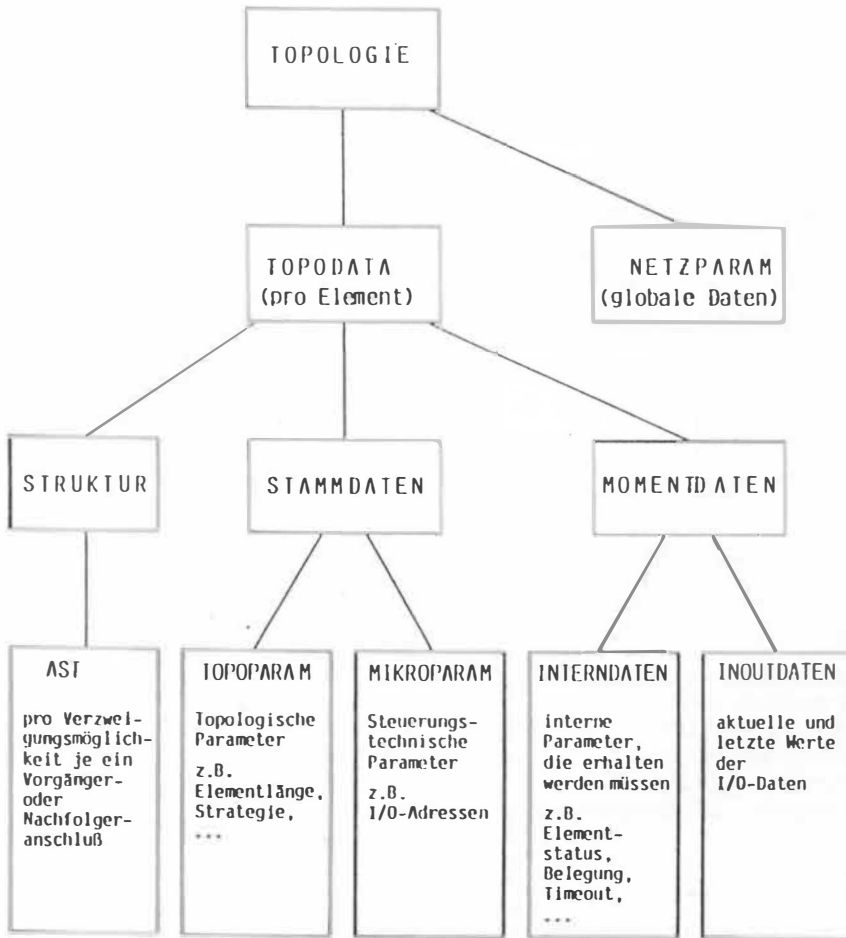 TOPOLOGIE
TOPODATA
(pro Element)
NETZPARAM
(globale Daten)
STRUKTUR
STAMMDATEN
MOMENTDATEN
AST
pro Verzwei-
gungsmöglich-
keit je ein
Vorgänger-
oder
Nachfolger-
anschluß
TOPOPARAM
Topologische
Parameter
z.B.
Elementlänge,
Strategie,
...
MIKROPARAM
Steuerungs-
technische
Parameter
z.B.
I/O-Adressen
INTERNDATEN
interne
Parameter,
die erhalten
werden müssen
z.B.
Element-
status,
Belegung,
Timeout,
...
INOUTDATEN
aktuelle und
letzte Werte
der
I/O-Daten